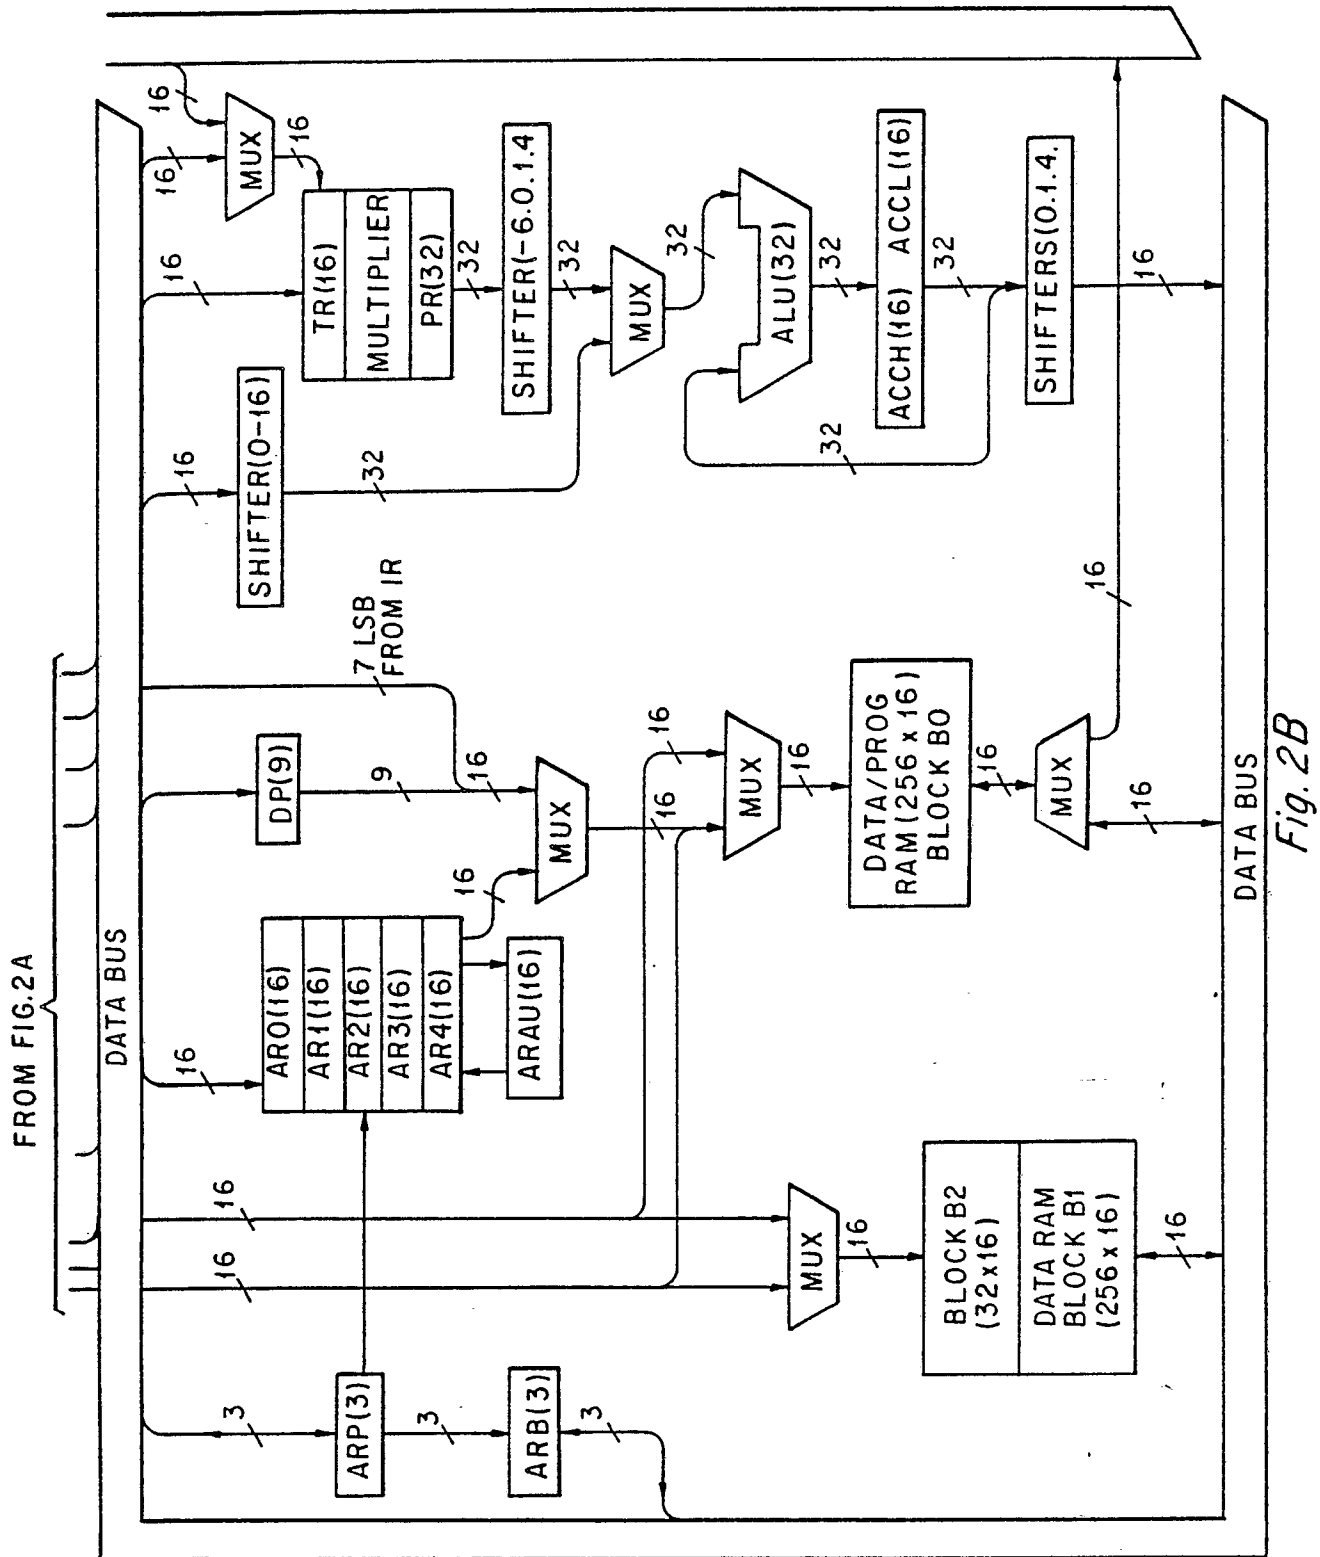 FROM FIG.2A
DATA BUS
3
ARP(3)
3
ARB(3)
3
16
16
16
AR0(16)
AR1(16)
AR2(16)
AR3(16)
AR4(16)
ARAU(16)
16
DP(9)
9
16
7 LSB
FROM IR
MUX
16
16
MUX
16
DATA/PROG
RAM(256 x 16)
BLOCK B0
16
MUX
16
16
MUX
16
BLOCK B2
(32x16)
DATA RAM
BLOCK B1
(256 x 16)
16
16
SHIFTER(0-16)
32
16
16
16
MUX
16
TR(16)
MULTIPLIER
PR(32)
32
SHIFTER(-6.0.1.4)
32
MUX
32
ALU(32)
32
32
ACCH(16) ACCL(16)
32
SHIFTERS(0.1.4.
16
DATA BUS
Fig. 2B